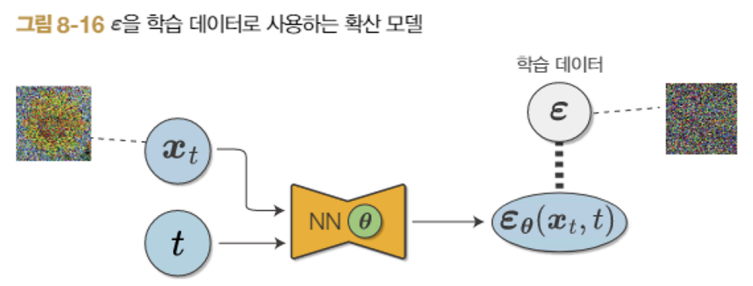 그림 8-16 ε을 학습 데이터로 사용하는 확산 모델
학습 데이터
ε
x_t
NN θ
ε_θ(x_t, t)
t